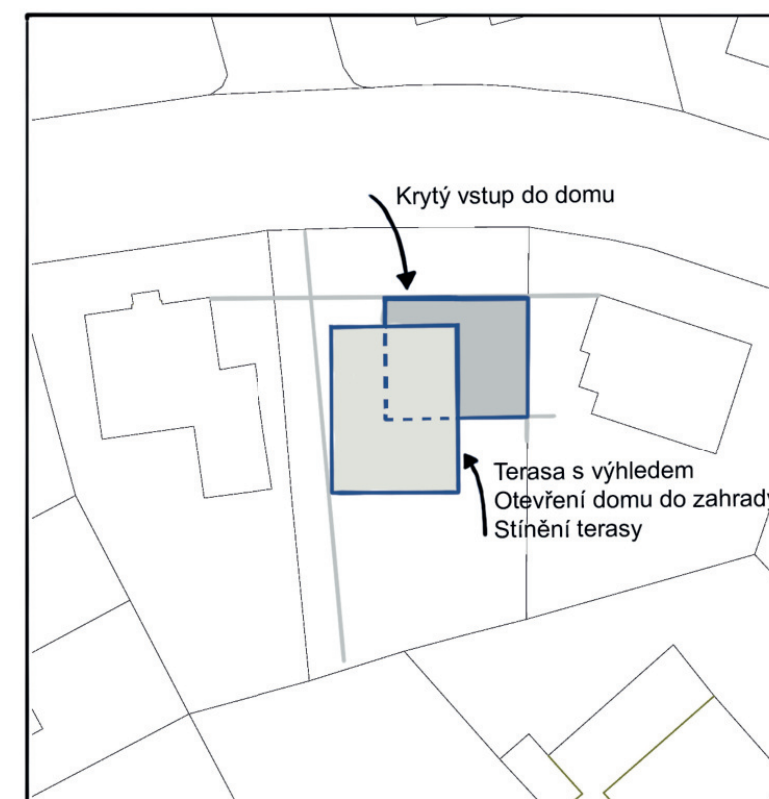 Krytý vstup do domu
Terasa s výhledem
Otevření domu do zahrady
Stínění terasy